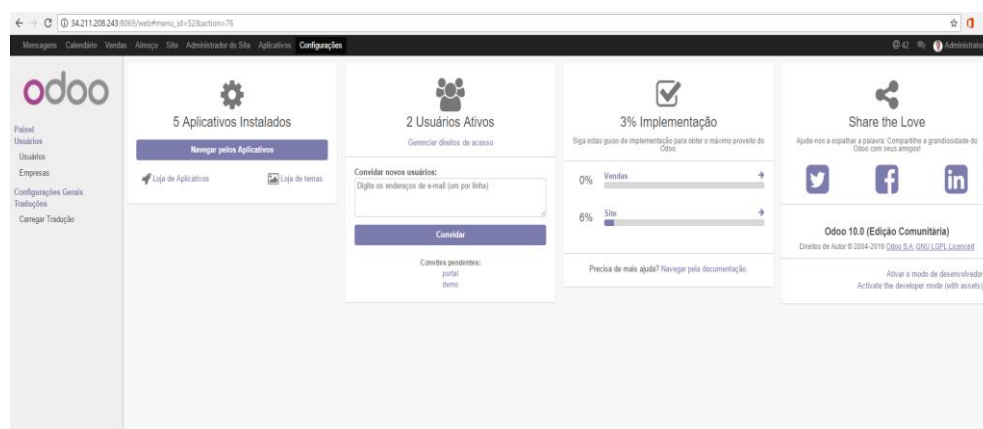 34.211.208.243:8069/web#menu_id=52&action=76
Mensagens Calendário Vendas Almoço Site Administrador do Site Aplicativos Configurações
42 Administrator
odoo
Painel
Usuários
Usuários
Empresas
Configurações Gerais
Traduções
Carregar Tradução
5 Aplicativos Instalados
Navegar pelos Aplicativos
Loja de Aplicativos Loja de temas
2 Usuários Ativos
Gerenciar direitos de acesso
Convidar novos usuários:
Digite os endereços de e-mail (um por linha)
Convidar
Convites pendentes:
portal
demo
3% Implementação
Siga estas guias de implementação para obter o máximo proveito do
Odoo
0% Vendas
6% Site
Precisa de mais ajuda? Navegar pela documentação.
Share the Love
Ajude-nos a espalhar a palavra: Compartilhe a grandiosidade do
Odoo com seus amigos!
Odoo 10.0 (Edição Comunitária)
Direitos de Autor © 2004-2016 Odoo S.A. GNU LGPL Licenced
Ativar o modo de desenvolvedor
Activate the developer mode (with assets)